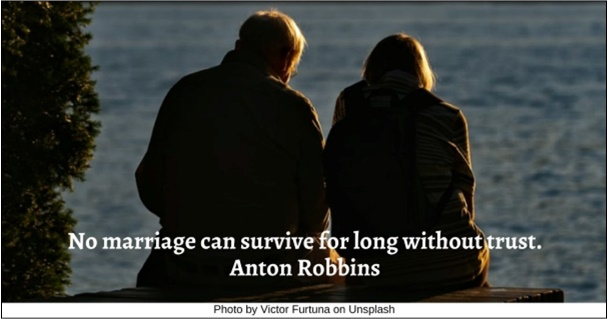 No marriage can survive for long without trust.
Anton Robbins
Photo by Victor Furtuna on Unsplash